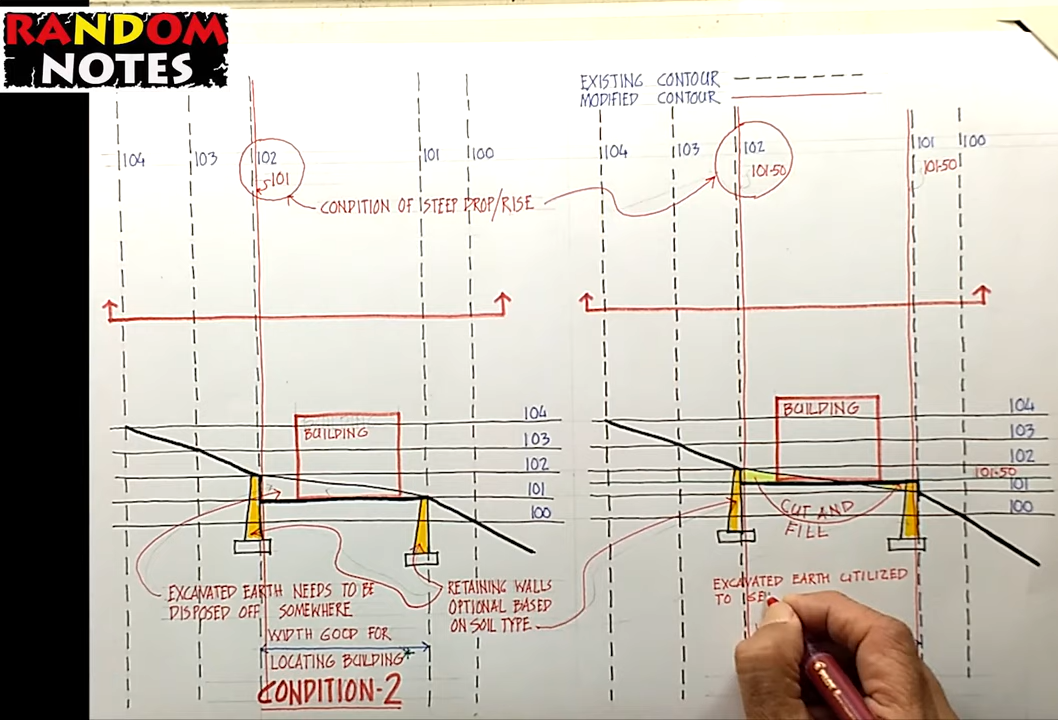 RANDOM
NOTES
EXISTING CONTOUR
MODIFIED CONTOUR
104
103
102
101
101
100
104
103
102
101-50
101
100
101-50
CONDITION OF STEEP DROP/RISE
BUILDING
104
103
102
101
100
BUILDING
104
103
102
101-50
101
100
CUT AND
FILL
EXCAVATED EARTH NEEDS TO BE
DISPOSED OFF SOMEWHERE
RETAINING WALLS
OPTIONAL BASED
ON SOIL TYPE
EXCAVATED EARTH UTILIZED
TO
WIDTH GOOD FOR
LOCATING BUILDING*
CONDITION-2